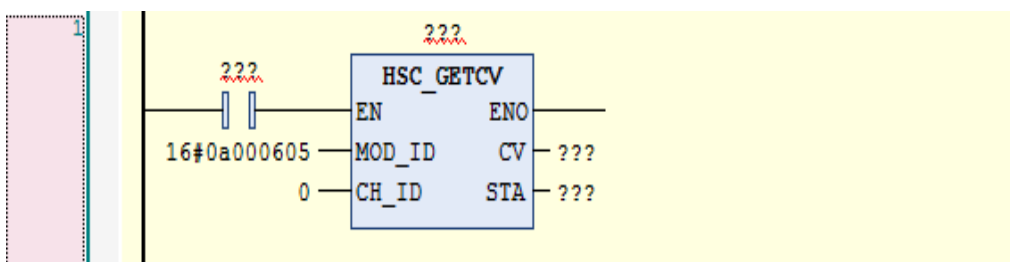 1
???
??? HSC_GETCV
EN ENO
16#0a000605 MOD_ID CV ???
0 CH_ID STA ???